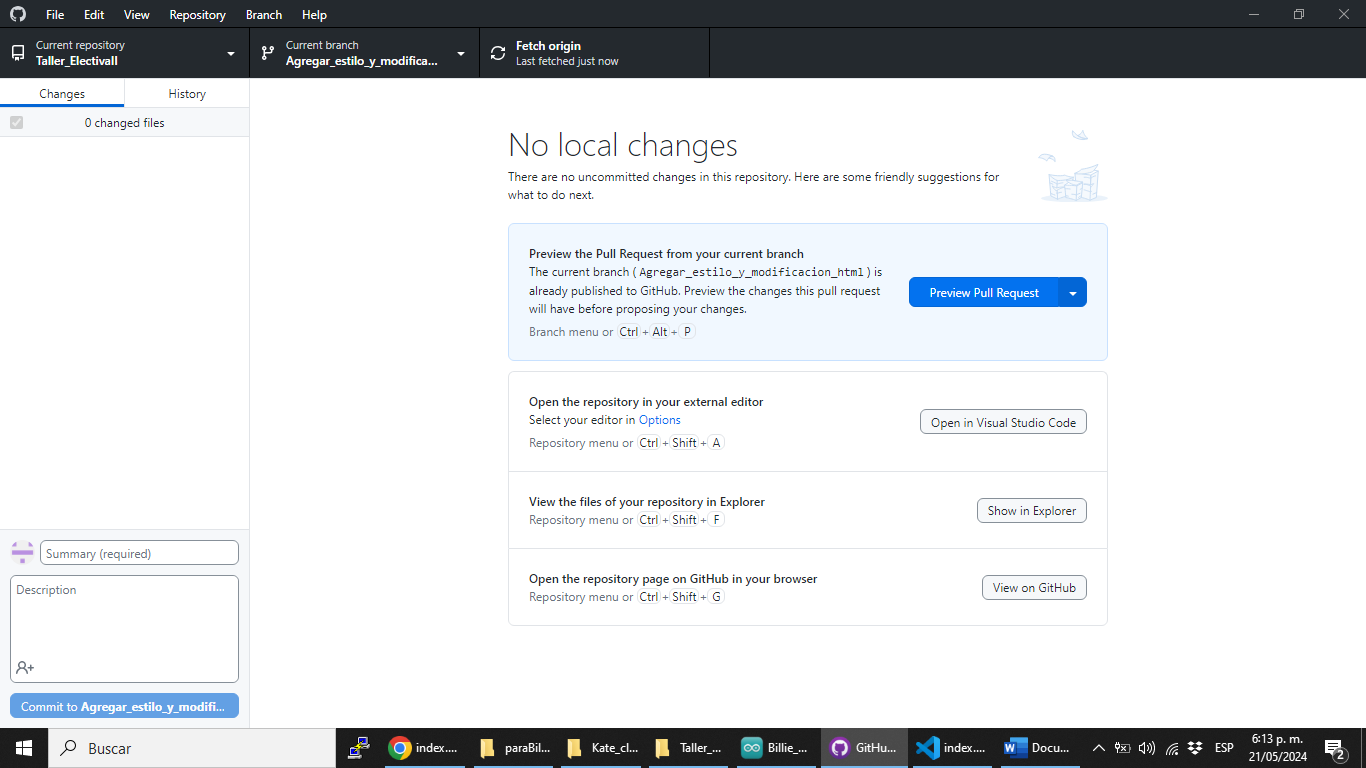 File Edit View Repository Branch Help
Current repository
Taller_ElectivaII
Current branch
Agregar_estilo_y_modifica...
Fetch origin
Last fetched just now
Changes History
0 changed files
No local changes
There are no uncommitted changes in this repository. Here are some friendly suggestions for
what to do next.
Preview the Pull Request from your current branch
The current branch ( Agregar_estilo_y_modificacion_html ) is
already published to GitHub. Preview the changes this pull request
will have before proposing your changes.
Branch menu or Ctrl + Alt + P
Preview Pull Request
Open the repository in your external editor
Select your editor in Options
Repository menu or Ctrl + Shift + A
Open in Visual Studio Code
View the files of your repository in Explorer
Repository menu or Ctrl + Shift + F
Show in Explorer
Open the repository page on GitHub in your browser
Repository menu or Ctrl + Shift + G
View on GitHub
Summary (required)
Description
Commit to Agregar_estilo_y_modifi...
Buscar
index....
paraBil...
Kate_cl...
Taller_...
Billie_...
GitHu...
index....
Docu...
ESP
6:13 p. m.
21/05/2024
2